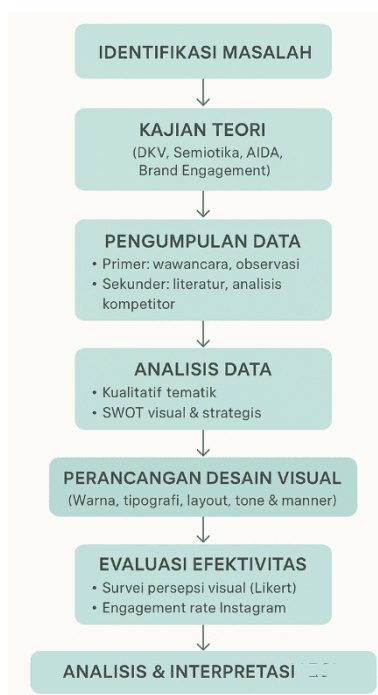 IDENTIFIKASI MASALAH
KAJIAN TEORI
(DKV, Semiotika, AIDA,
Brand Engagement)
PENGUMPULAN DATA
• Primer: wawancara, observasi
• Sekunder: literatur, analisis
kompetitor
ANALISIS DATA
• Kualitatif tematik
• SWOT visual & strategis
PERANCANGAN DESAIN VISUAL
(Warna, tipografi, layout, tone & manner)
EVALUASI EFEKTIVITAS
• Survei persepsi visual (Likert)
• Engagement rate Instagram
ANALISIS & INTERPRETASI